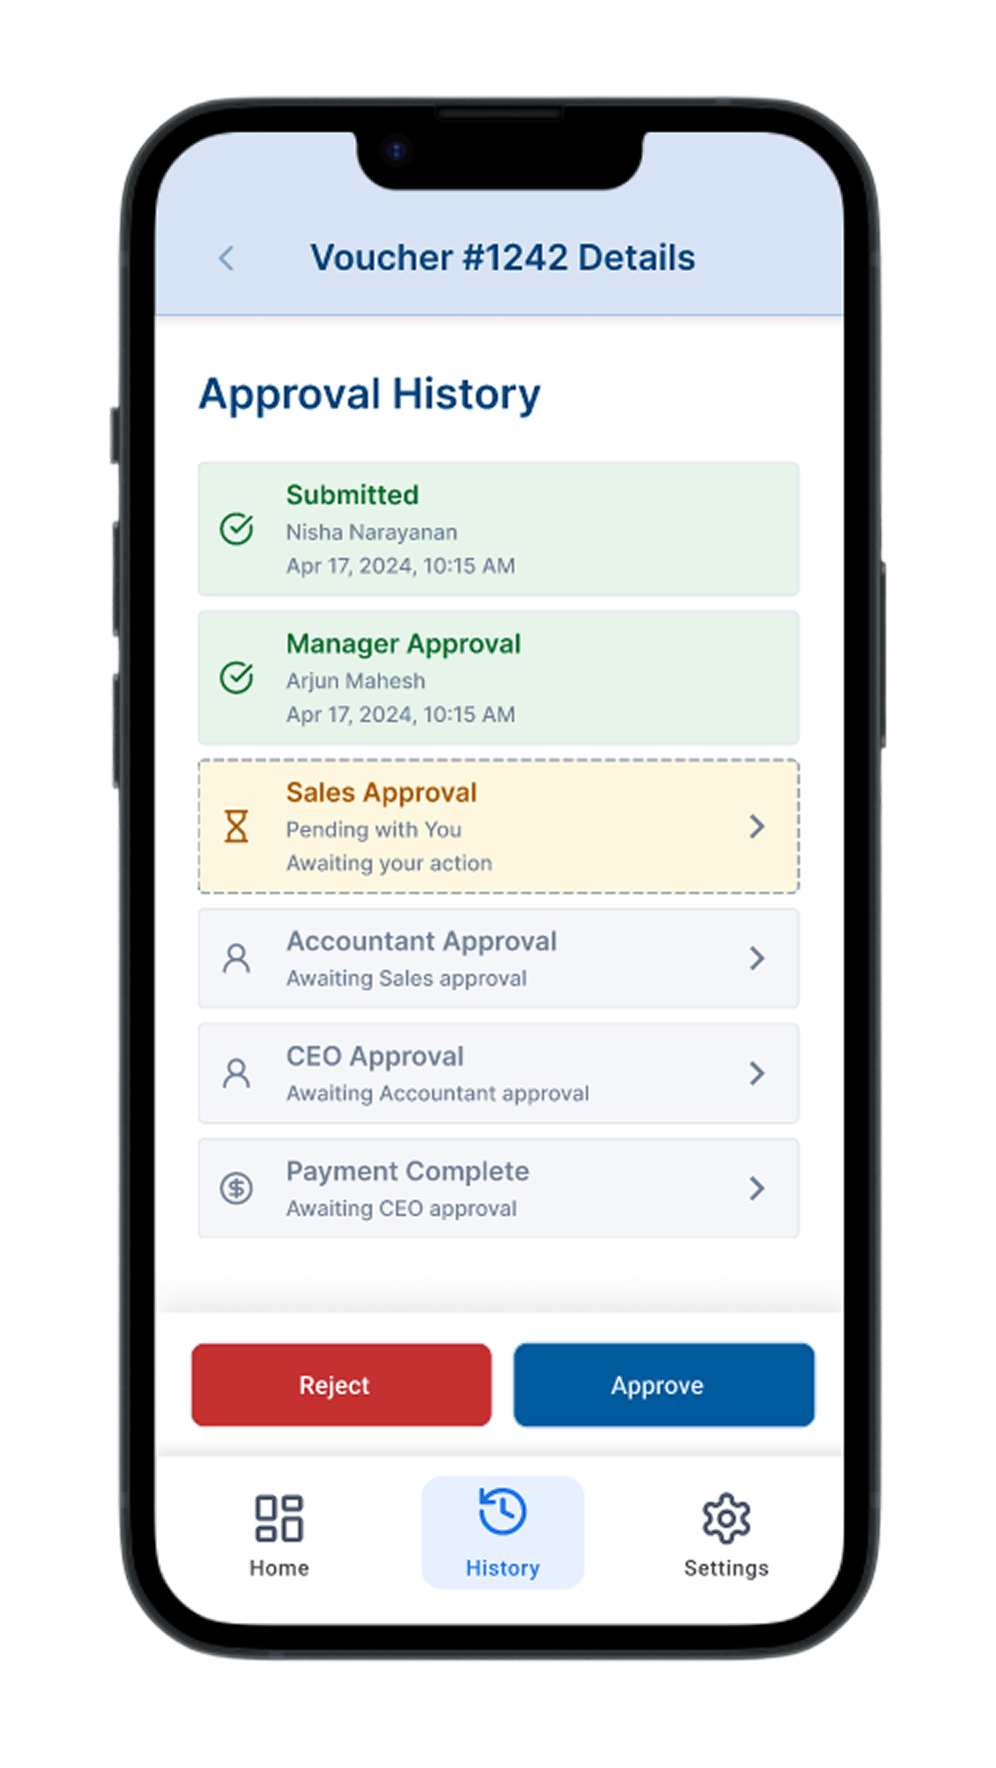 Voucher #1242 Details
Approval History
Submitted
Nisha Narayanan
Apr 17, 2024, 10:15 AM
Manager Approval
Arjun Mahesh
Apr 17, 2024, 10:15 AM
Sales Approval
Pending with You
Awaiting your action
Accountant Approval
Awaiting Sales approval
CEO Approval
Awaiting Accountant approval
Payment Complete
Awaiting CEO approval
Reject
Approve
Home
History
Settings